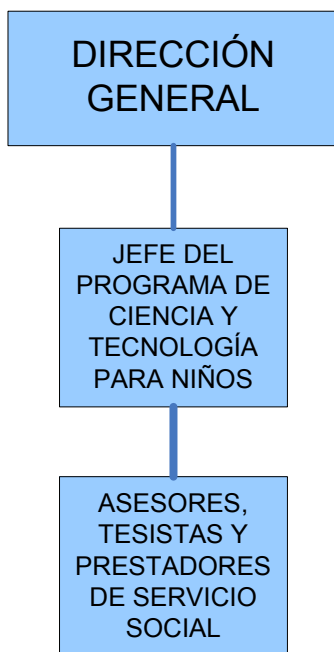 DIRECCIÓN
GENERAL
JEFE DEL
PROGRAMA DE
CIENCIA Y
TECNOLOGÍA
PARA NIÑOS
ASESORES,
TESISTAS Y
PRESTADORES
DE SERVICIO
SOCIAL